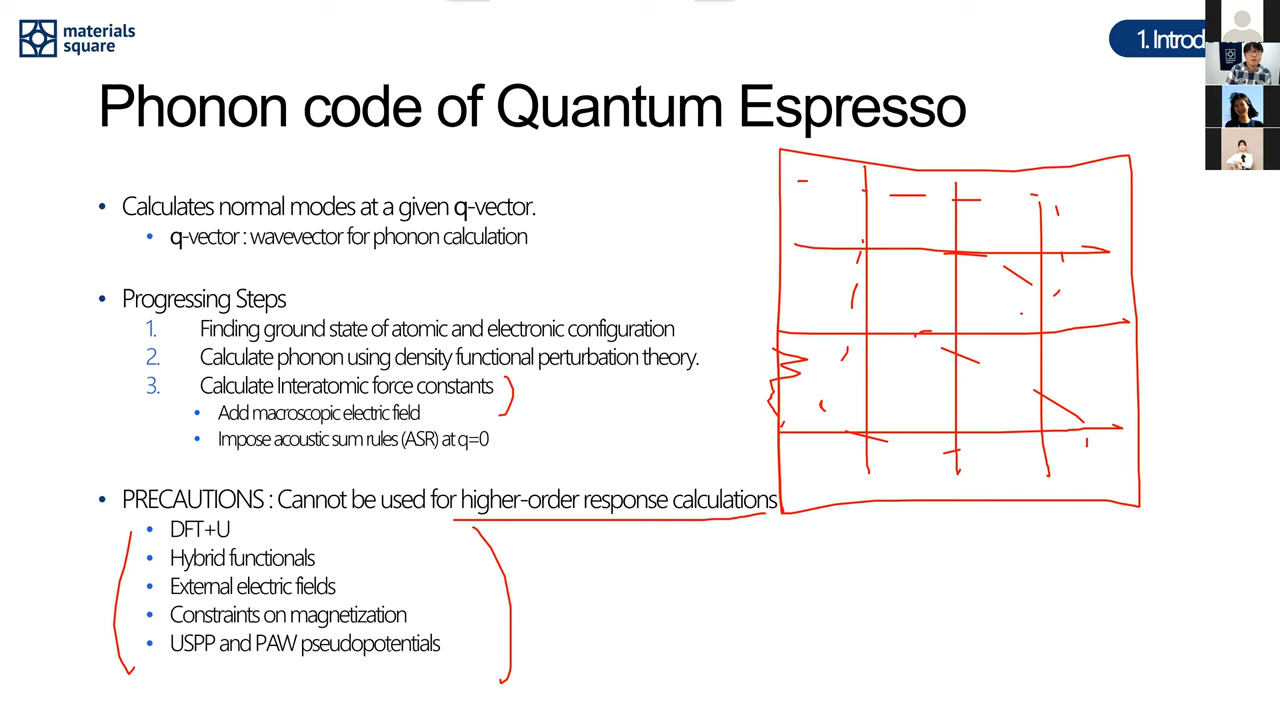 materials
square
1. Introd
Phonon code of Quantum Espresso
• Calculates normal modes at a given q-vector.
• q-vector : wavevector for phonon calculation
• Progressing Steps
1. Finding ground state of atomic and electronic configuration
2. Calculate phonon using density functional perturbation theory.
3. Calculate Interatomic force constants
• Add macroscopic electric field
• Impose acoustic sum rules (ASR) at q=0
• PRECAUTIONS : Cannot be used for higher-order response calculations
• DFT+U
• Hybrid functionals
• External electric fields
• Constraints on magnetization
• USPP and PAW pseudopotentials